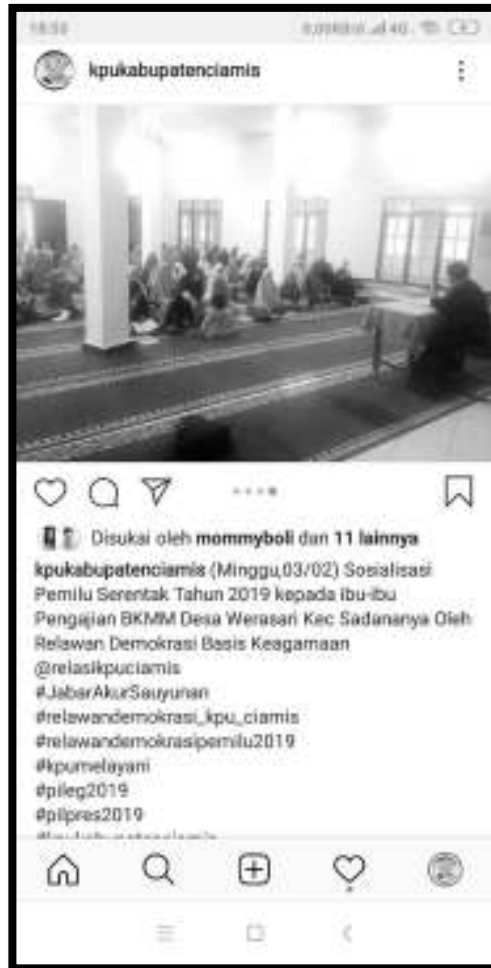 kpukabupatenciamis
Disukai oleh mommyboli dan 11 lainnya
kpukabupatenciamis (Minggu,03/02) Sosialisasi
Pemilu Serentak Tahun 2019 kepada ibu-ibu
Pengajian BKMM Desa Werasari Kec Sadananya Oleh
Relawan Demokrasi Basis Keagamaan
@relasikpuciamis
#JabarAkurSauyunan
#relawandemokrasi_kpu_ciamis
#relawandemokrasipemilu2019
#kpumelayani
#pileg2019
#pilpres2019